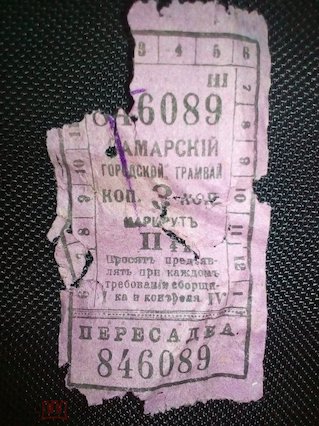 3 4 5 6
III
846089
САМАРСКІЙ
ГОРОДСКОЙ ТРАМВАЙ
КОП. 3 КОП
МАРШРУТЪ
Просятъ предъяв-
лять при каждомъ
требованіи сборщи-
ка и контроля IV
ПЕРЕСАДКА.
846089